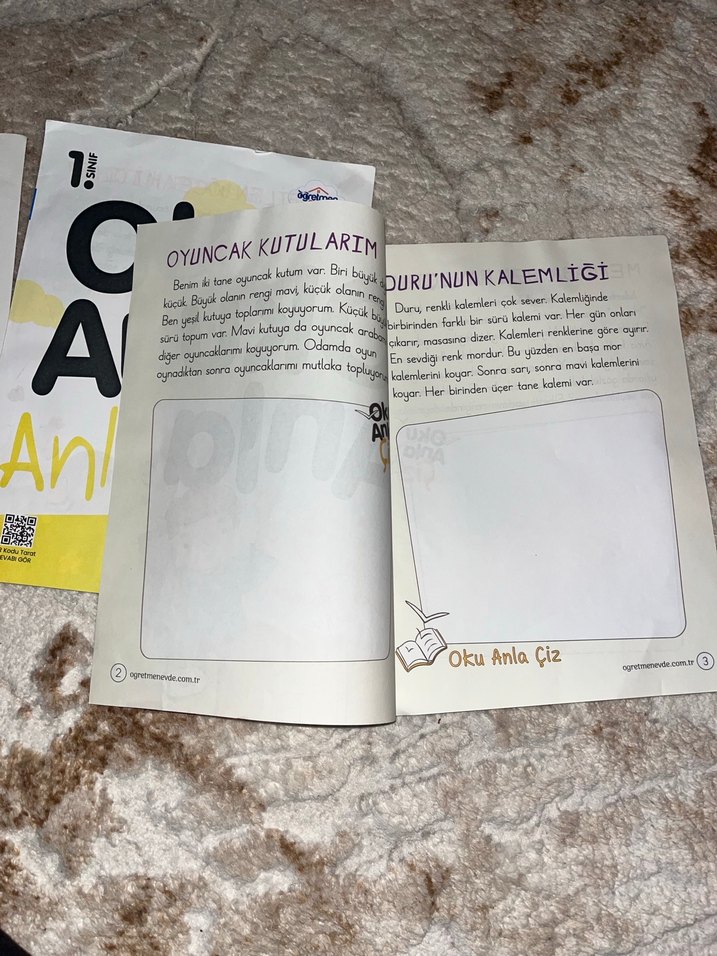 1.
SINIF
öğretmen
Anl
Kodu Tarat
CEVABI GÖR
OYUNCAK KUTULARIM
Benim iki tane oyuncak kutum var. Biri büyük
küçük. Büyük olanın rengi mavi, küçük olanın
Ben yeşil kutuya toplarımı koyuyorum. Küçük
sürü topum var. Mavi kutuya da oyuncak
diğer oyuncaklarımı koyuyorum. Odamda oyun
oynadıktan sonra oyuncaklarımı mutlaka
Anl
2 ogretmenevde.com.tr
DURU'NUN KALEMLİĞİ
Duru, renkli kalemleri çok sever. Kalemliğinde
birbirinden farklı bir sürü kalemi var. Her gün onları
çıkarır, masasına dizer. Kalemleri renklerine göre ayırır.
En sevdiği renk mordur. Bu yüzden en başa mor
kalemlerini koyar. Sonra sarı, sonra mavi kalemlerini
koyar. Her birinden üçer tane kalemi var.
Oku Anla Çiz
ogretmenevde.com.tr 3